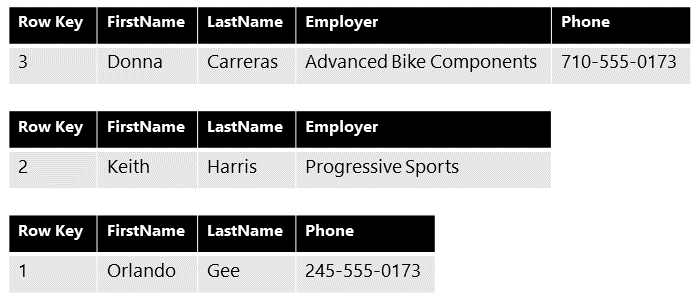 Row Key FirstName LastName Employer Phone
3 Donna Carreras Advanced Bike Components 710-555-0173
Row Key FirstName LastName Employer
2 Keith Harris Progressive Sports
Row Key FirstName LastName Phone
1 Orlando Gee 245-555-0173